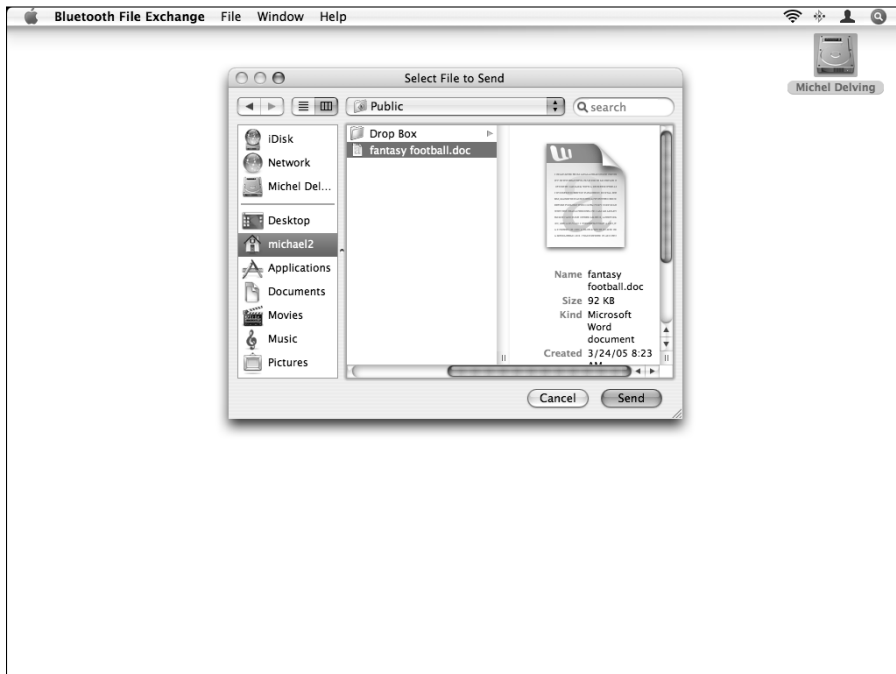 Bluetooth File Exchange File Window Help
Michel Delving
Select File to Send
Public
search
iDisk
Network
Michel Del...
Desktop
michael2
Applications
Documents
Movies
Music
Pictures
Drop Box
fantasy football.doc
Name fantasy
football.doc
Size 92 KB
Kind Microsoft
Word
document
Created 3/24/05 8:23
AM
Cancel Send